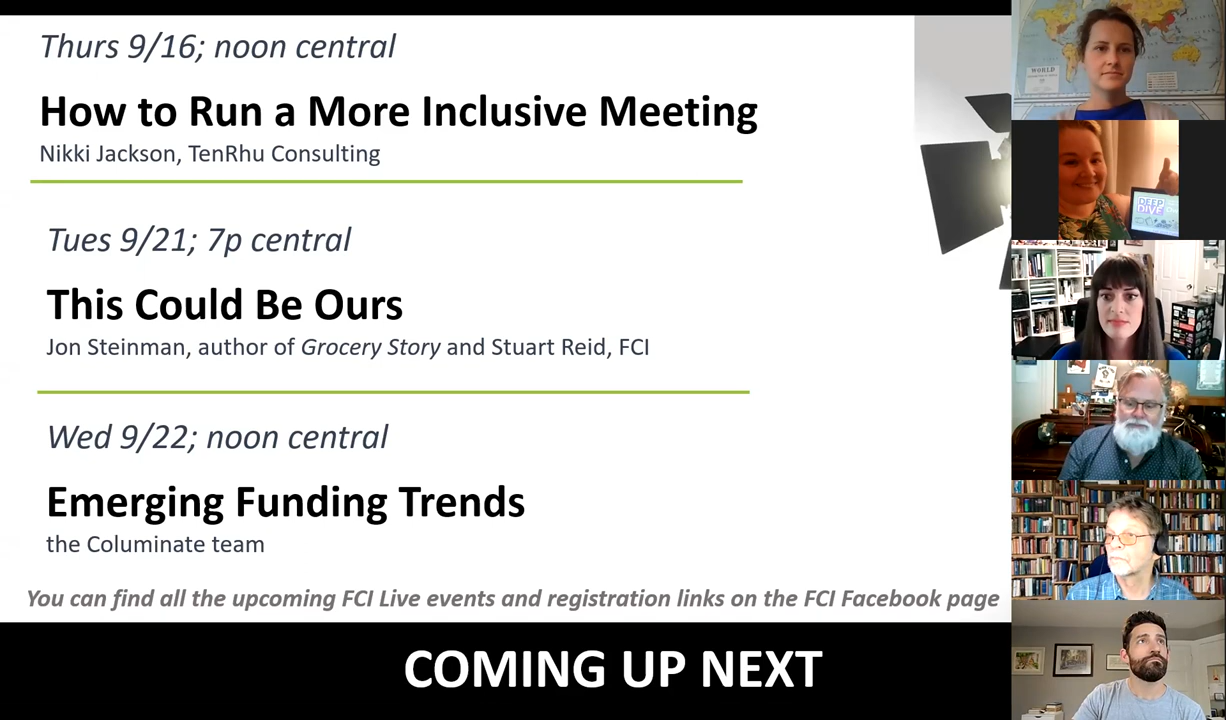 Thurs 9/16; noon central
How to Run a More Inclusive Meeting
Nikki Jackson, TenRhu Consulting
Tues 9/21; 7p central
This Could Be Ours
Jon Steinman, author of Grocery Story and Stuart Reid, FCI
Wed 9/22; noon central
Emerging Funding Trends
the Columinate team
You can find all the upcoming FCI Live events and registration links on the FCI Facebook page
COMING UP NEXT
WORLD
DEEP
DIVE